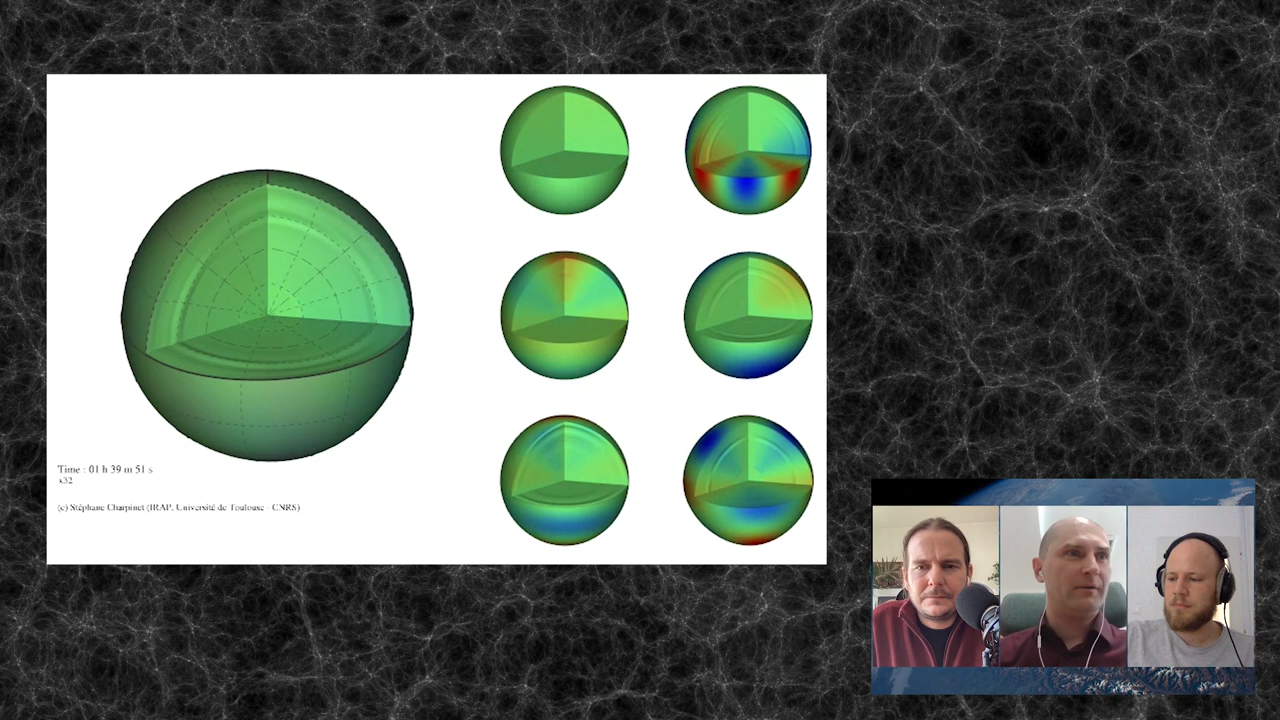 Time : 01 h 39 m 51 s
x32
(c) Stéphane Charpinet (IRAP, Université de Toulouse - CNRS)